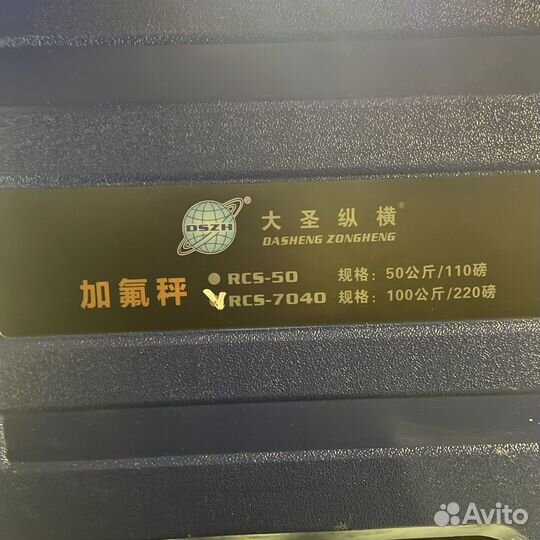 DSZH®
大圣纵横®
DASHENG ZONGHENG
加氟秤
RCS-50 规格：50公斤/110磅
RCS-7040 规格：100公斤/220磅
Avito